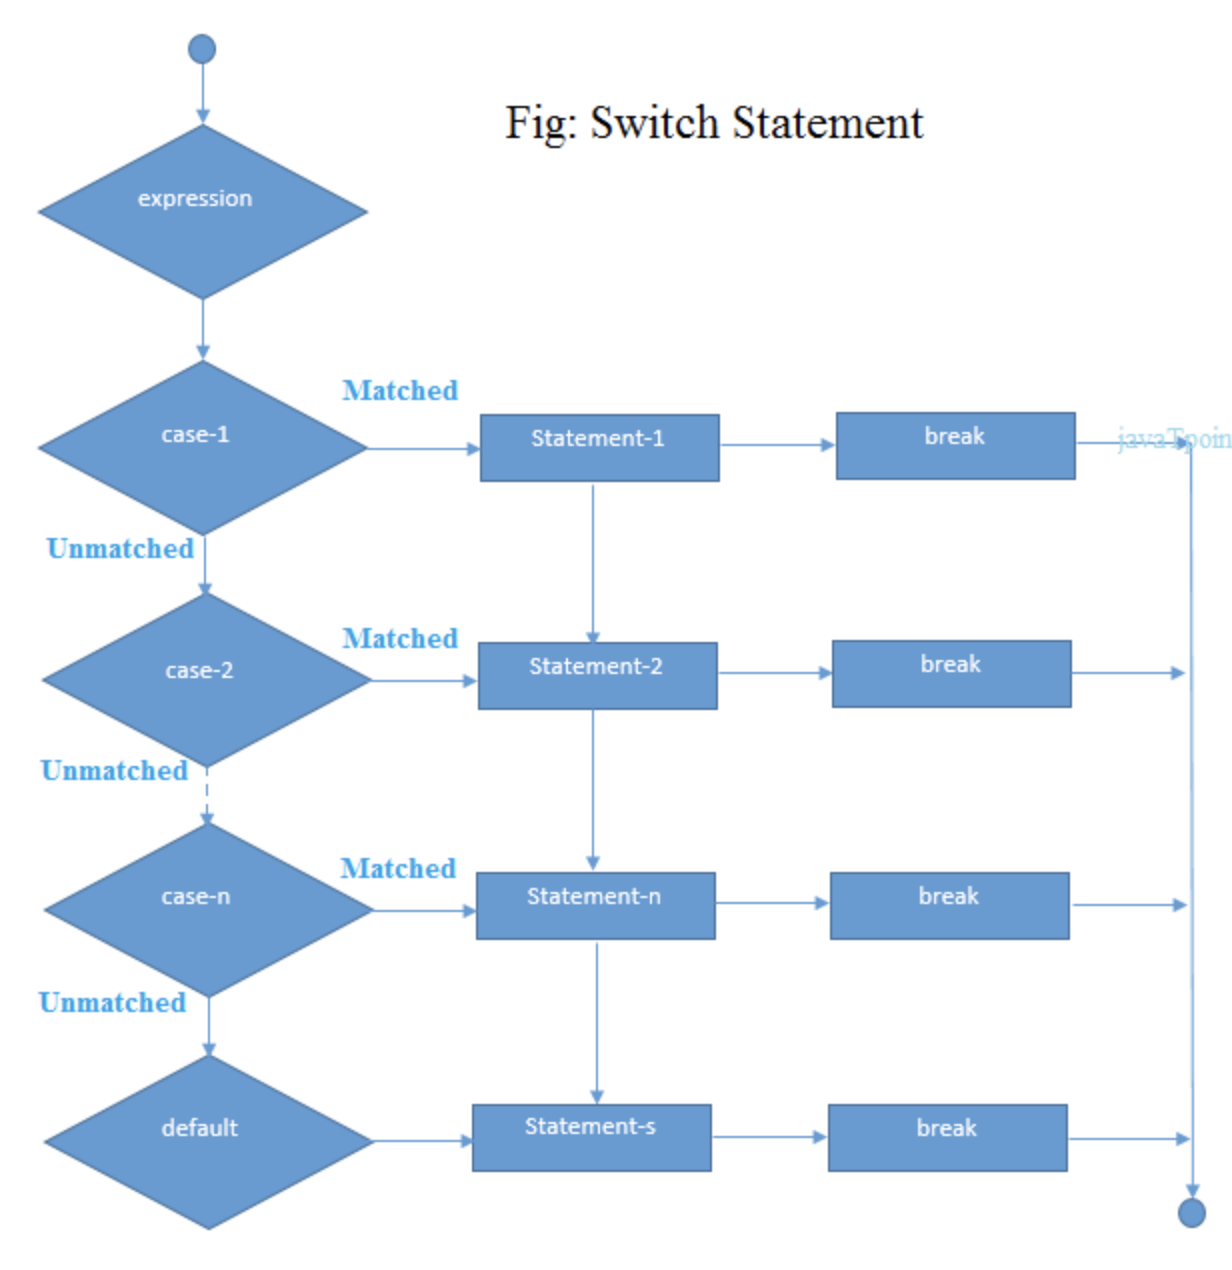 Fig: Switch Statement
expression
Matched
case-1
Statement-1
break
javaTpoin
Unmatched
Matched
case-2
Statement-2
break
Unmatched
Matched
case-n
Statement-n
break
Unmatched
default
Statement-s
break